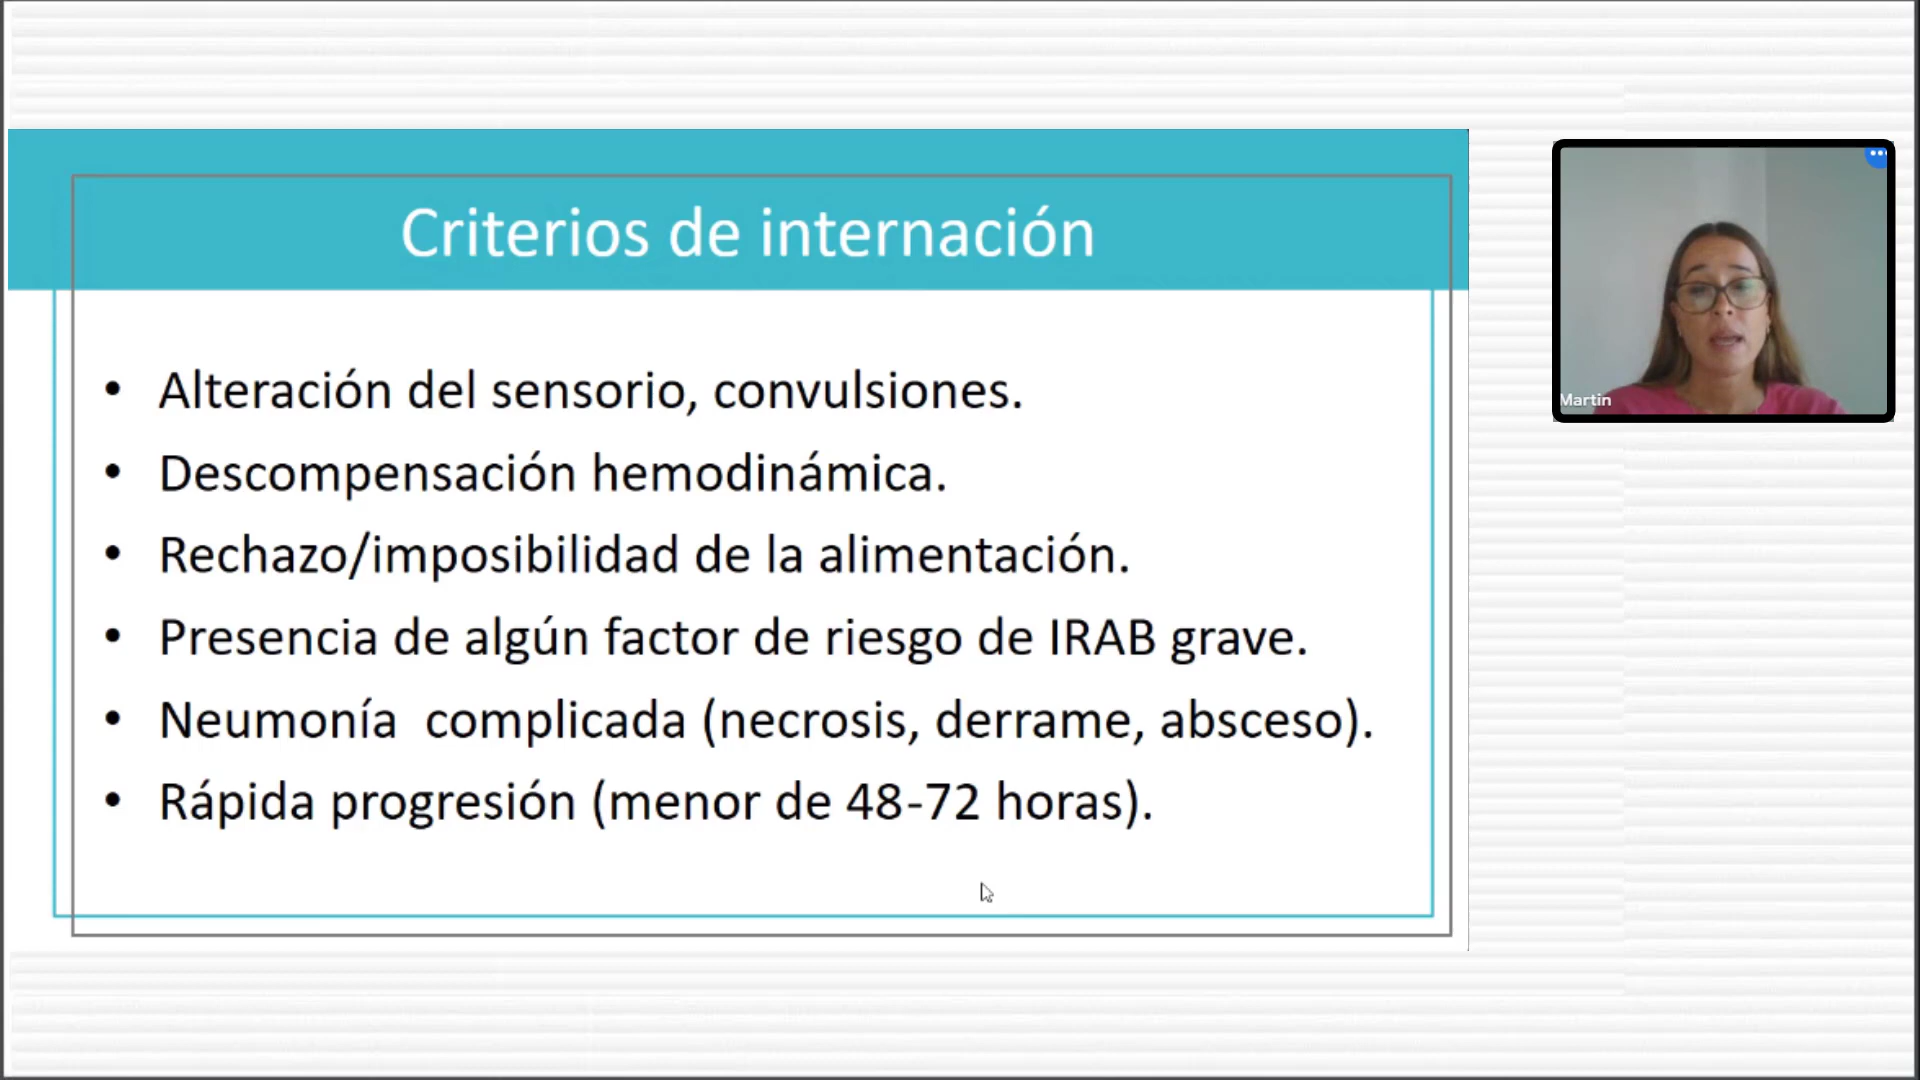 Criterios de internación
• Alteración del sensorio, convulsiones.
• Descompensación hemodinámica.
• Rechazo/imposibilidad de la alimentación.
• Presencia de algún factor de riesgo de IRAB grave.
• Neumonía complicada (necrosis, derrame, absceso).
• Rápida progresión (menor de 48-72 horas).
Martin